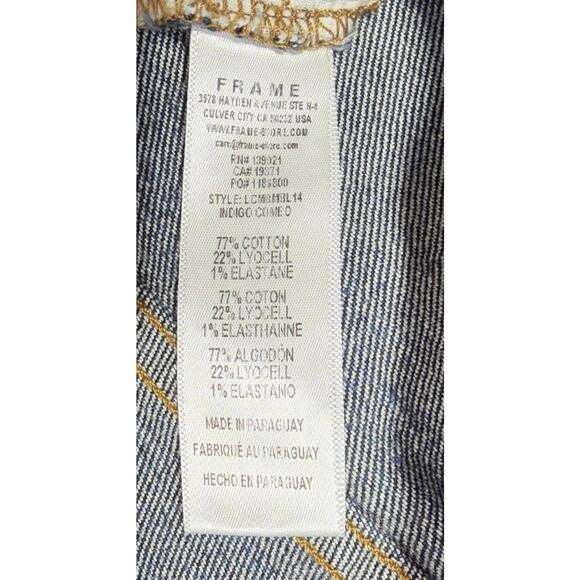 FRAME
3578 HAYDEN AVENUE STE N-1
CULVER CITY CA 90232 USA
WWW.FRAME-STORE.COM
care@frame-store.com
RN# 139021
CA# 19871
PO# 1185800
STYLE: LCMBMBL14
INDIGO COMBO
77% COTTON
22% LYOCELL
1% ELASTANE
77% COTON
22% LYOCELL
1% ELASTHANNE
77% ALGODÓN
22% LYOCELL
1% ELASTANO
MADE IN PARAGUAY
FABRIQUÉ AU PARAGUAY
HECHO EN PARAGUAY